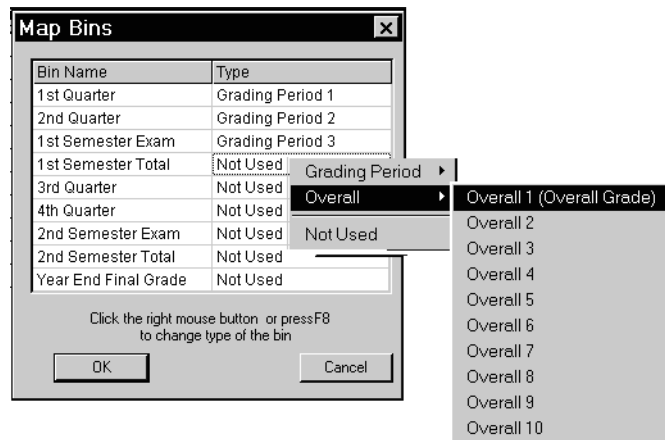 Map Bins
Bin Name Type
1st Quarter Grading Period 1
2nd Quarter Grading Period 2
1st Semester Exam Grading Period 3
1st Semester Total Not Used
3rd Quarter Not Used
4th Quarter Not Used
2nd Semester Exam Not Used
2nd Semester Total Not Used
Year End Final Grade Not Used
Click the right mouse button or press F8
to change type of the bin
OK Cancel
Grading Period
Overall
Not Used
Overall 1 (Overall Grade)
Overall 2
Overall 3
Overall 4
Overall 5
Overall 6
Overall 7
Overall 8
Overall 9
Overall 10